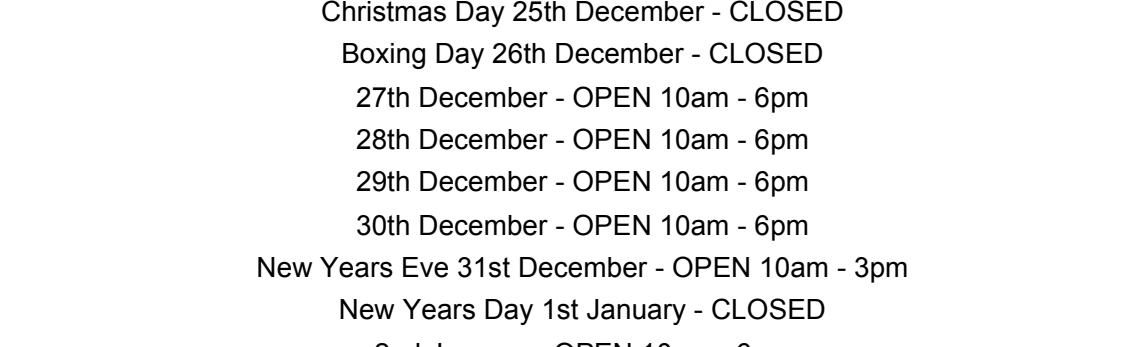 Christmas Day 25th December - CLOSED
Boxing Day 26th December - CLOSED
27th December - OPEN 10am - 6pm
28th December - OPEN 10am - 6pm
29th December - OPEN 10am - 6pm
30th December - OPEN 10am - 6pm
New Years Eve 31st December - OPEN 10am - 3pm
New Years Day 1st January - CLOSED